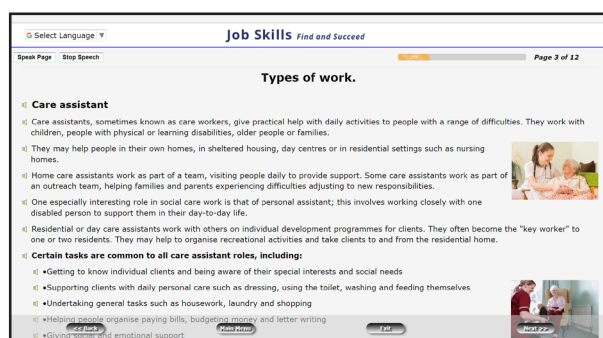 G Select Language ▼
Job Skills Find and Succeed
Speak Page Stop Speech
Page 3 of 12
Types of work.
Care assistant
Care assistants, sometimes known as care workers, give practical help with daily activities to people with a range of difficulties. They work with
children, people with physical or learning disabilities, older people or families.
They may help people in their own homes, in sheltered housing, day centres or in residential settings such as nursing
homes.
Home care assistants work as part of a team, visiting people daily to provide support. Some care assistants work as part of
an outreach team, helping families and parents experiencing difficulties adjusting to new responsibilities.
One especially interesting role in social care work is that of personal assistant; this involves working closely with one
disabled person to support them in their day-to-day life.
Residential or day care assistants work with others on individual development programmes for clients. They often become the "key worker" to
one or two residents. They may help to organise recreational activities and take clients to and from the residential home.
Certain tasks are common to all care assistant roles, including:
•Getting to know individual clients and being aware of their special interests and social needs
•Supporting clients with daily personal care such as dressing, using the toilet, washing and feeding themselves
•Undertaking general tasks such as housework, laundry and shopping
•Helping people organise paying bills, budgeting money and letter writing
<< Back Main Menu Exit Next >>
•Giving social and emotional support